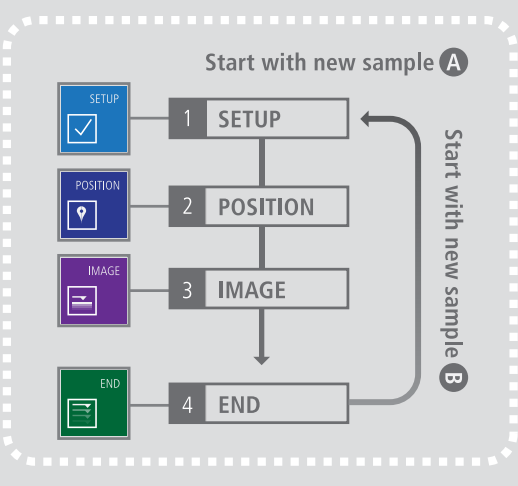 Start with new sample A
SETUP
1 SETUP
POSITION
2 POSITION
IMAGE
3 IMAGE
END
4 END
Start with new sample B